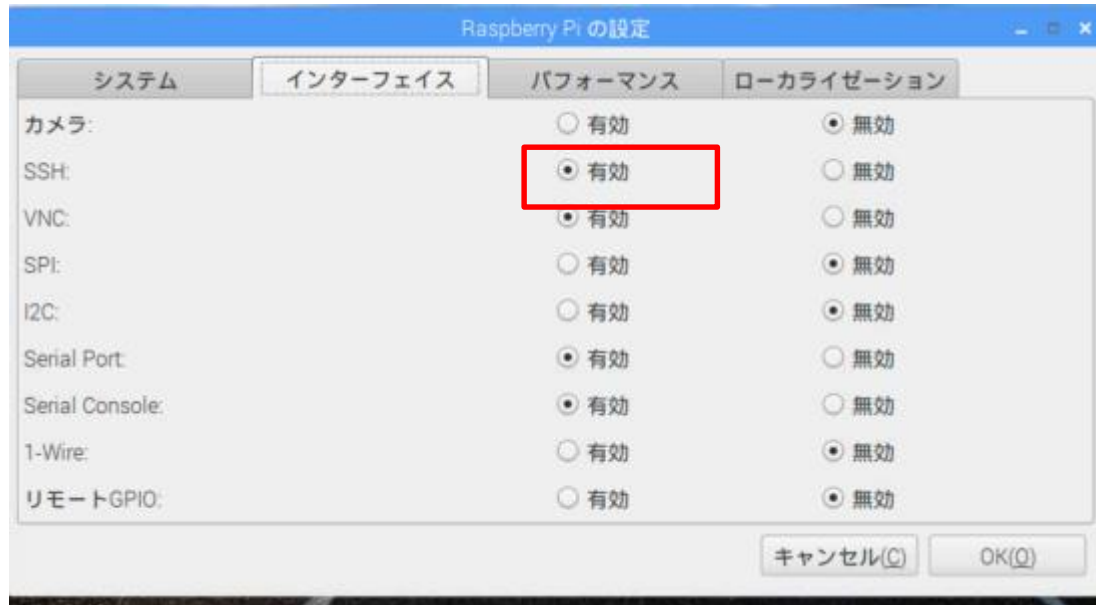 Raspberry Pi の設定
システム インターフェイス パフォーマンス ローカライゼーション
カメラ: 有効 無効
SSH: 有効 無効
VNC: 有効 無効
SPI: 有効 無効
I2C: 有効 無効
Serial Port: 有効 無効
Serial Console: 有効 無効
1-Wire: 有効 無効
リモートGPIO: 有効 無効
キャンセル(C) OK(O)